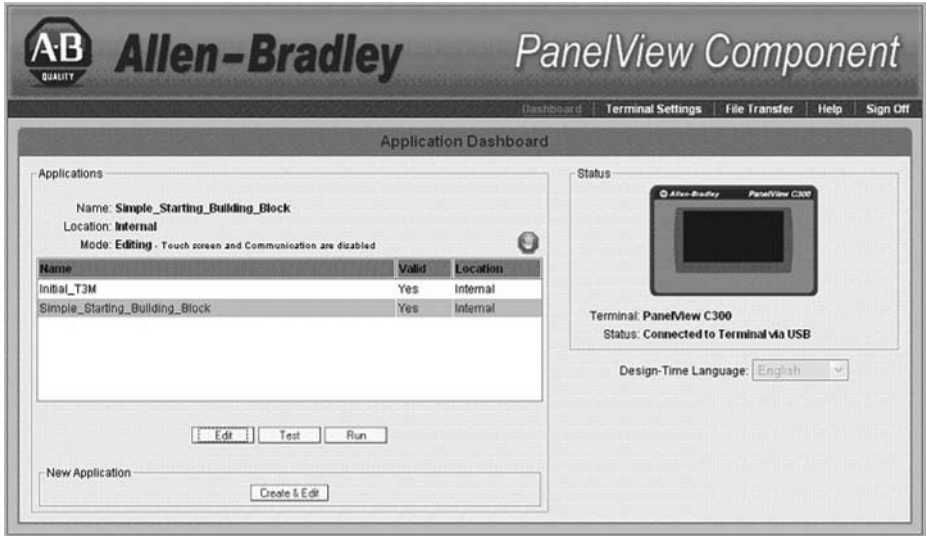 A·B
QUALITY
Allen-Bradley
PanelView Component
Dashboard
Terminal Settings
File Transfer
Help
Sign Off
Application Dashboard
Applications
Name: Simple_Starting_Building_Block
Location: Internal
Mode: Editing - Touch screen and Communication are disabled
Name Valid Location
Initial_T3M Yes Internal
Simple_Starting_Building_Block Yes Internal
Edit Test Run
New Application
Create & Edit
Status
Allen-Bradley PanelView C300
Terminal: PanelView C300
Status: Connected to Terminal via USB
Design-Time Language: English